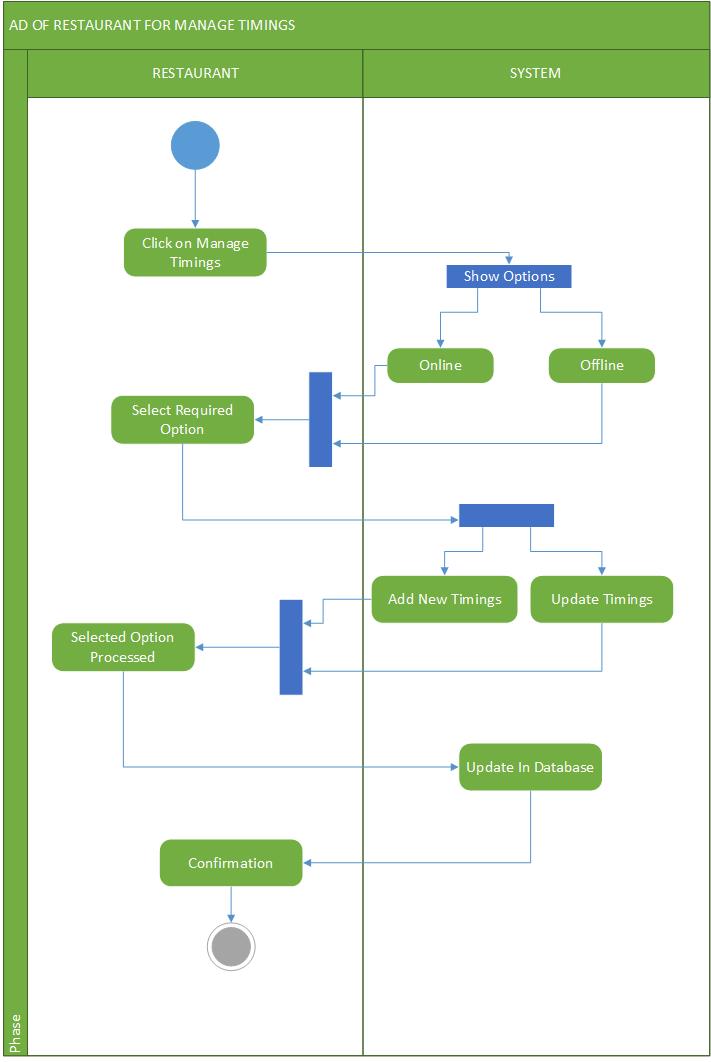 AD OF RESTAURANT FOR MANAGE TIMINGS
RESTAURANT
SYSTEM
Click on Manage
Timings
Show Options
Online
Offline
Select Required
Option
Add New Timings
Update Timings
Selected Option
Processed
Update In Database
Confirmation
Phase